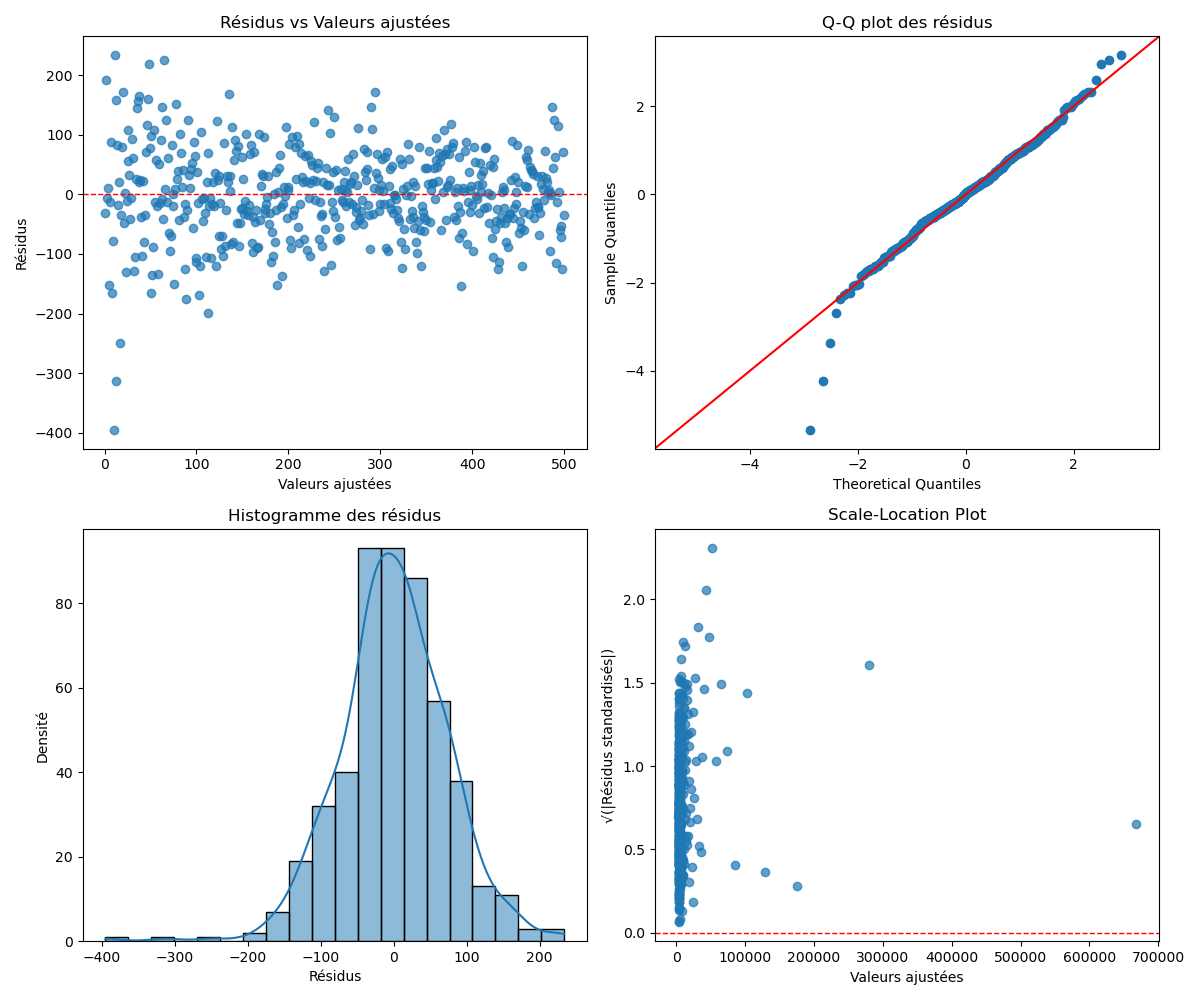 Résidus vs Valeurs ajustées
Résidus
200
100
0
−100
−200
−300
−400
0 100 200 300 400 500
Valeurs ajustées
Q-Q plot des résidus
Sample Quantiles
2
0
−2
−4
−4 −2 0 2
Theoretical Quantiles
Histogramme des résidus
Densité
80
60
40
20
0
−400 −300 −200 −100 0 100 200
Résidus
Scale-Location Plot
√(|Résidus standardisés|)
2.0
1.5
1.0
0.5
0.0
0 100000 200000 300000 400000 500000 600000 700000
Valeurs ajustées